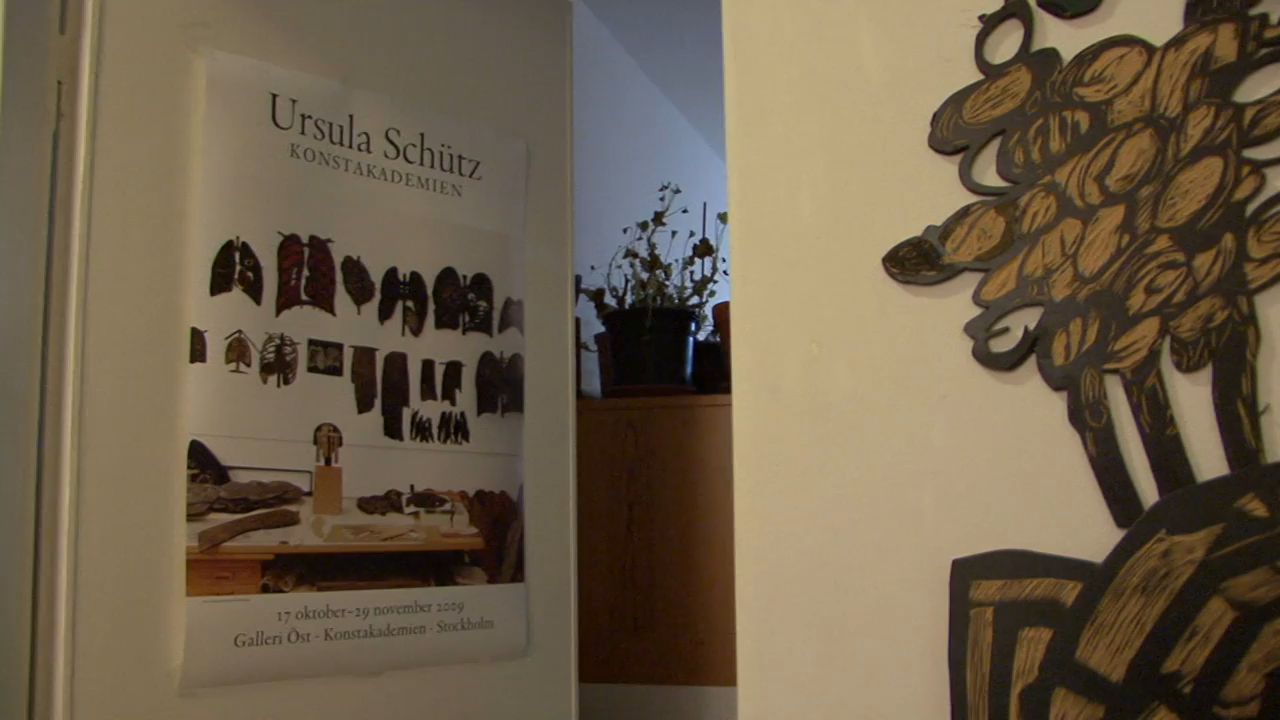 Ursula Schütz
KONSTAKADEMIEN
17 oktober-29 november 2009
Galleri Öst - Konstakademien - Stockholm